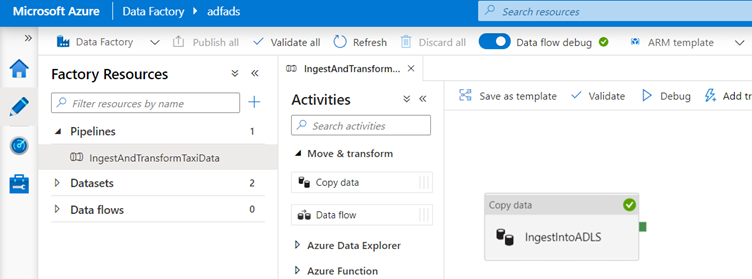 Microsoft Azure | Data Factory ▸ adfads
Search resources
»
Data Factory
Publish all
Validate all
Refresh
Discard all
Data flow debug
ARM template
Factory Resources
Filter resources by name
Pipelines 1
IngestAndTransformTaxiData
Datasets 2
Data flows 0
IngestAndTransform...
Activities
Search activities
Move & transform
Copy data
Data flow
Azure Data Explorer
Azure Function
Save as template
Validate
Debug
Add tr
Copy data
IngestIntoADLS